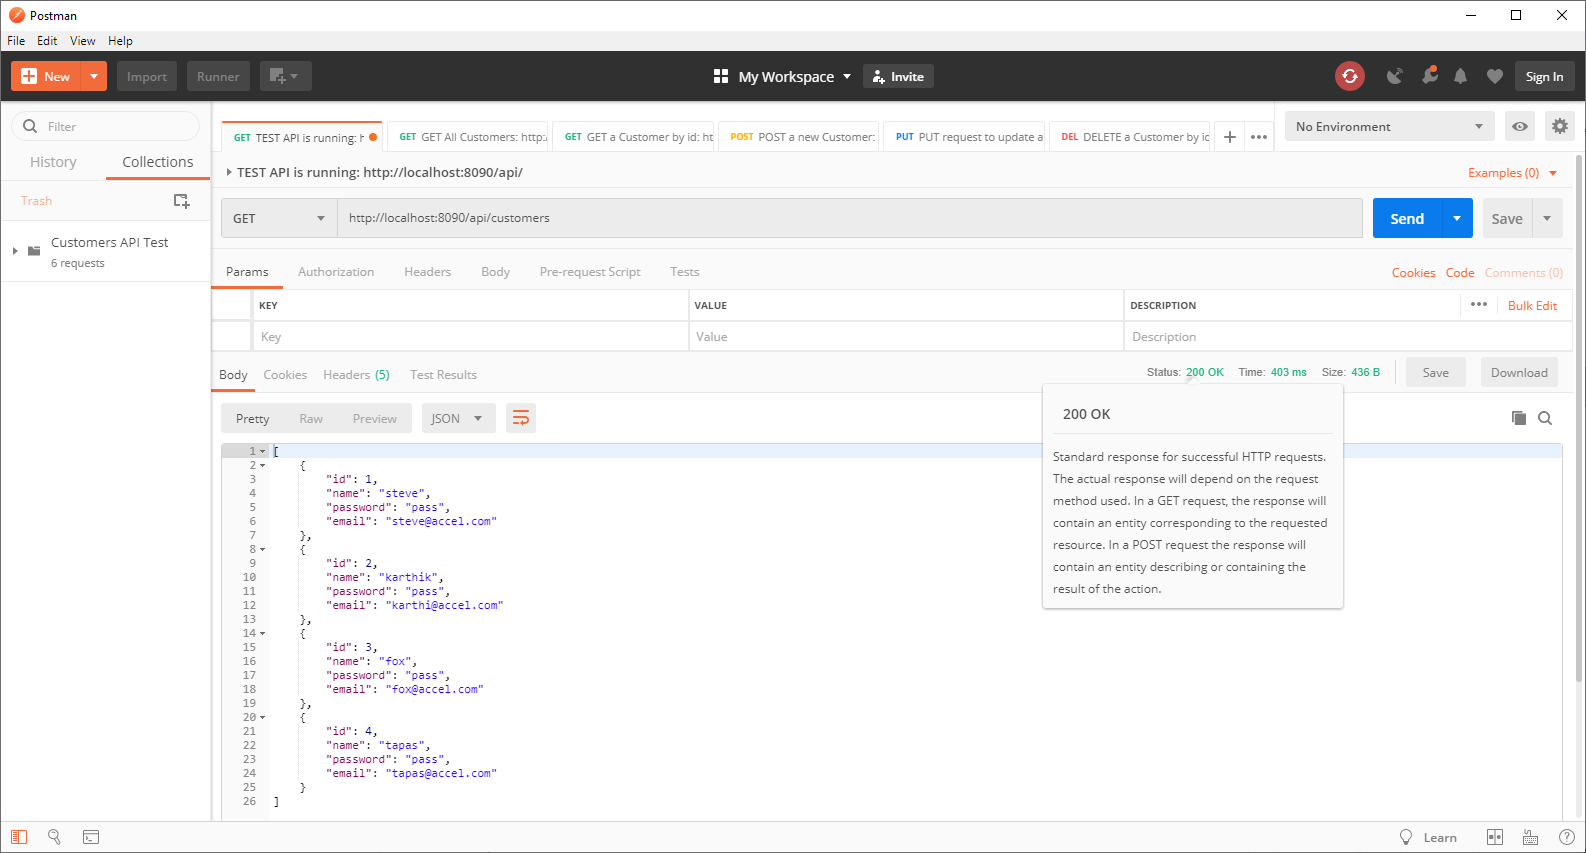 Postman
File Edit View Help
New Import Runner My Workspace Invite Sign In
Filter
History Collections
Trash
Customers API Test
6 requests
GET TEST API is running: h GET GET All Customers: http:/ GET GET a Customer by id: ht POST POST a new Customer: PUT PUT request to update a DEL DELETE a Customer by id
No Environment
TEST API is running: http://localhost:8090/api/
Examples (0)
GET http://localhost:8090/api/customers Send Save
Params Authorization Headers Body Pre-request Script Tests Cookies Code Comments (0)
KEY VALUE DESCRIPTION Bulk Edit
Key Value Description
Body Cookies Headers (5) Test Results Status: 200 OK Time: 403 ms Size: 436 B Save Download
Pretty Raw Preview JSON
200 OK
Standard response for successful HTTP requests.
The actual response will depend on the request
method used. In a GET request, the response will
contain an entity corresponding to the requested
resource. In a POST request the response will
contain an entity describing or containing the
result of the action.
1 [
2 {
3 "id": 1,
4 "name": "steve",
5 "password": "pass",
6 "email": "steve@accel.com"
7 },
8 {
9 "id": 2,
10 "name": "karthik",
11 "password": "pass",
12 "email": "karthi@accel.com"
13 },
14 {
15 "id": 3,
16 "name": "fox",
17 "password": "pass",
18 "email": "fox@accel.com"
19 },
20 {
21 "id": 4,
22 "name": "tapas",
23 "password": "pass",
24 "email": "tapas@accel.com"
25 }
26 ]
Learn